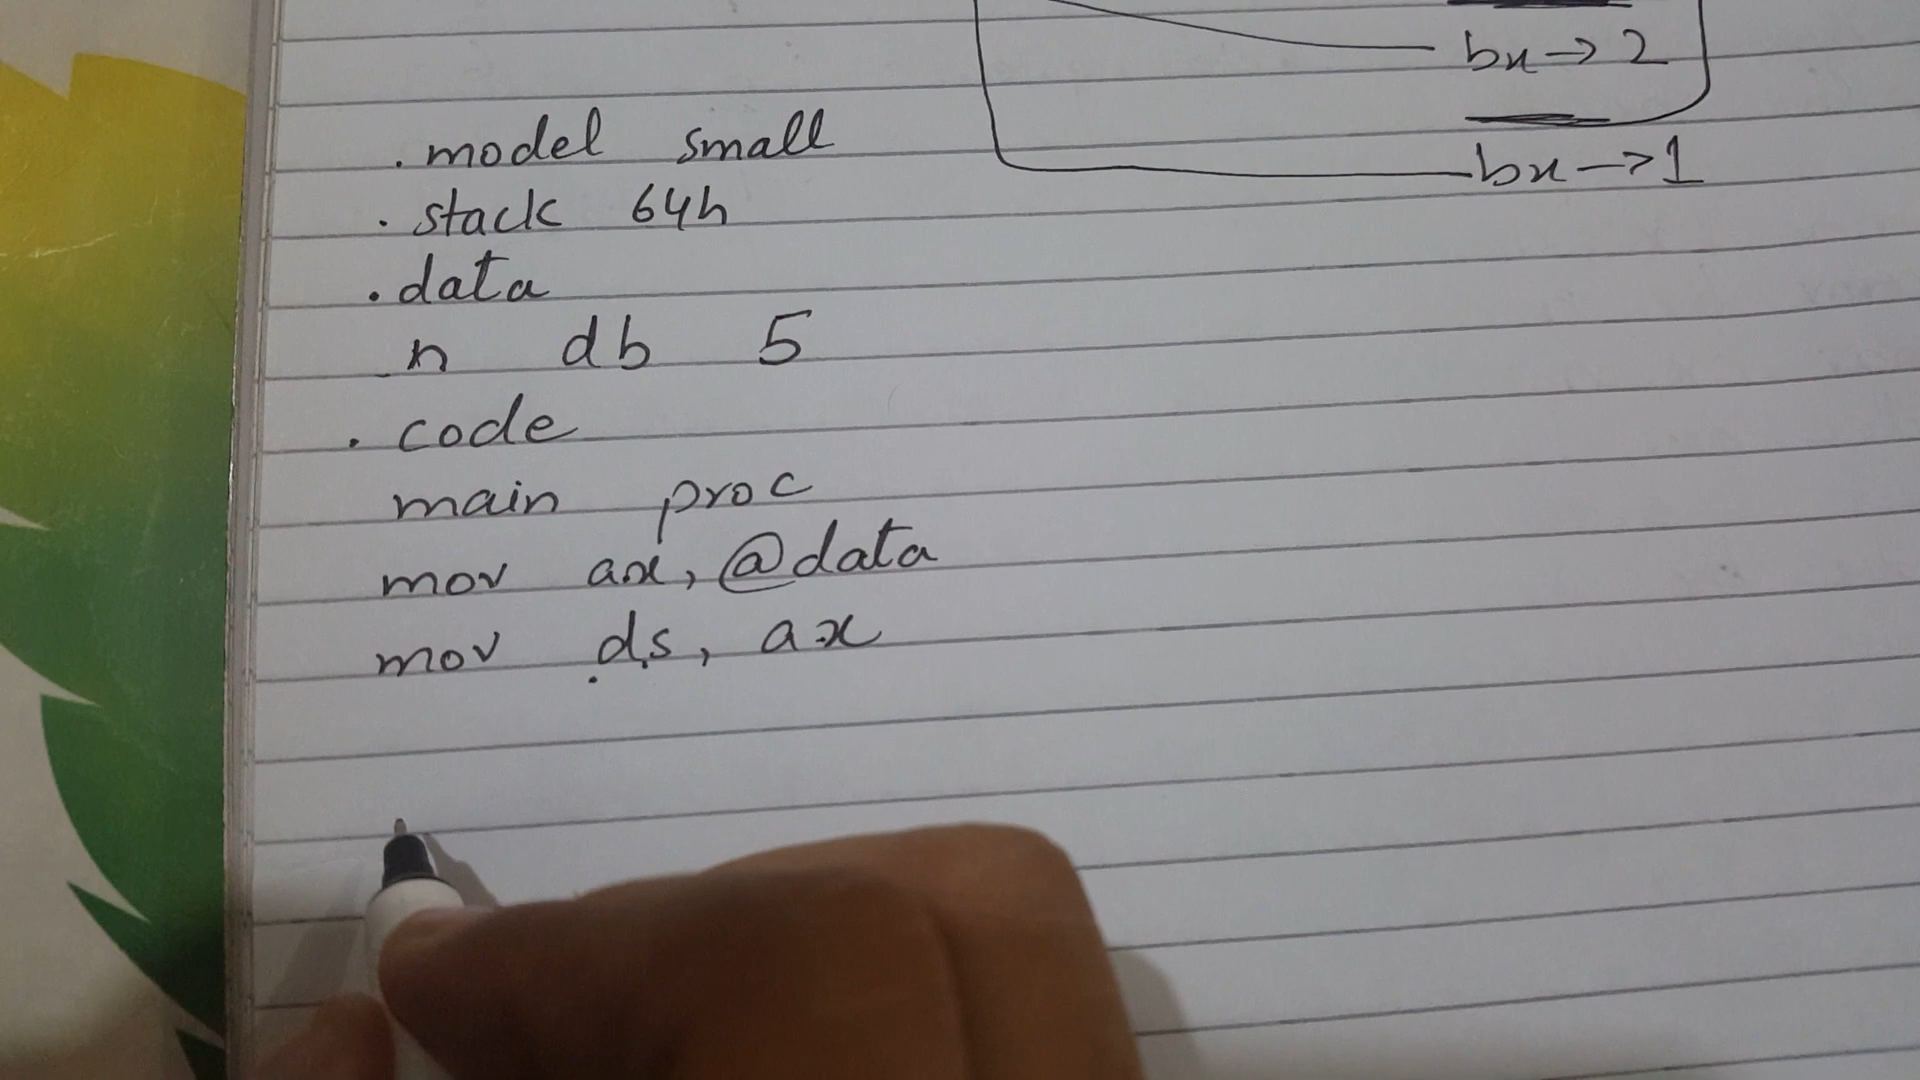 bx → 2
bx → 1
.model small
.stack 64h
.data
n db 5
.code
main proc
mov ax, @data
mov ds, ax